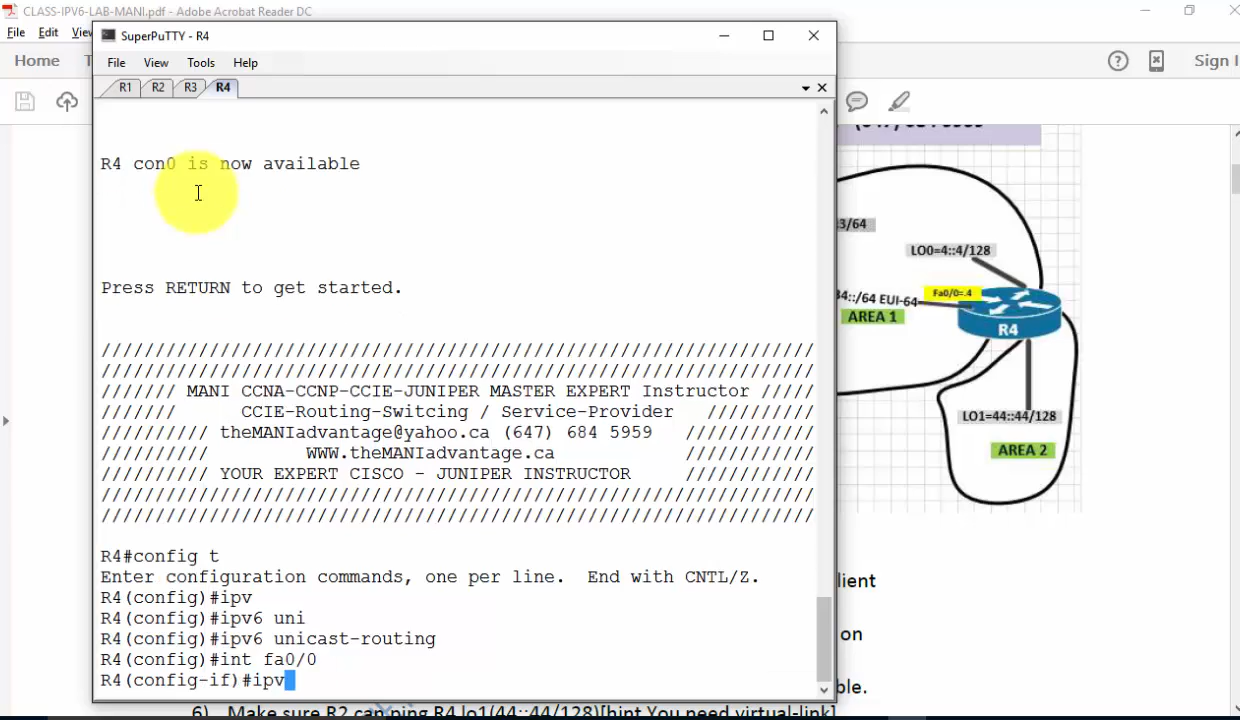 CLASS-IPV6-LAB-MANI.pdf - Adobe Acrobat Reader DC
File Edit
Home
Sign I
SuperPuTTY - R4
File View Tools Help
R1 R2 R3 R4
R4 con0 is now available
Press RETURN to get started.
////////////////////////////////////////////////////////////////// 
//////////////////////////////////////////////////////////////////
/////// MANI CCNA-CCNP-CCIE-JUNIPER MASTER EXPERT Instructor /////
/////// CCIE-Routing-Switcing / Service-Provider //////////
////////// theMANIadvantage@yahoo.ca (647) 684 5959 ////////////
////////// WWW.theMANIadvantage.ca ////////////
////////// YOUR EXPERT CISCO - JUNIPER INSTRUCTOR ////////////
//////////////////////////////////////////////////////////////////
//////////////////////////////////////////////////////////////////
R4#config t
Enter configuration commands, one per line. End with CNTL/Z.
R4(config)#ipv
R4(config)#ipv6 uni
R4(config)#ipv6 unicast-routing
R4(config)#int fa0/0
R4(config-if)#ipv
3/64
LO0=4::4/128
Fa0/0=.4
34::/64 EUI-64
AREA 1
R4
LO1=44::44/128
AREA 2
lient
on
ble.
6) Make sure R2 can ping R4 lo1(44::44/128)[hint You need virtual-link]